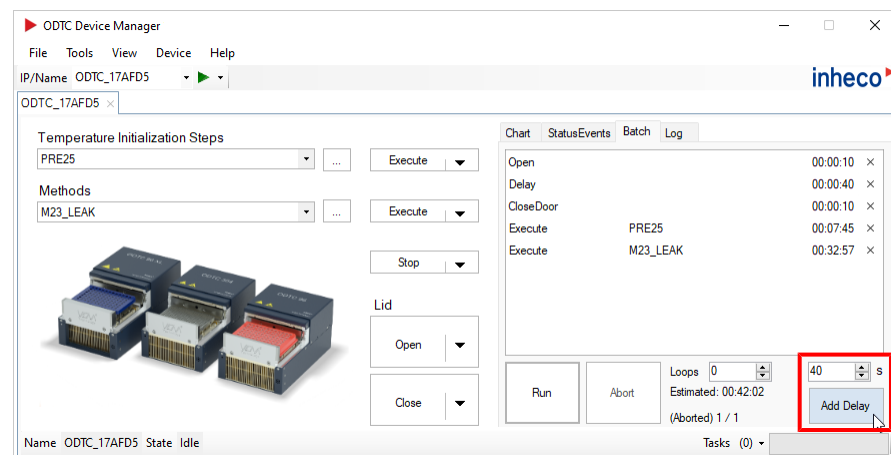 ODTC Device Manager
File Tools View Device Help
IP/Name ODTC_17AFD5
inheco
ODTC_17AFD5
Temperature Initialization Steps
PRE25 ... Execute
Methods
M23_LEAK ... Execute
Stop
Lid
Open
Close
Chart StatusEvents Batch Log
Open 00:00:10
Delay 00:00:40
CloseDoor 00:00:10
Execute PRE25 00:07:45
Execute M23_LEAK 00:32:57
Run
Abort
Loops 0
Estimated: 00:42:02
(Aborted) 1 / 1
40 s
Add Delay
Name ODTC_17AFD5 State Idle
Tasks (0)